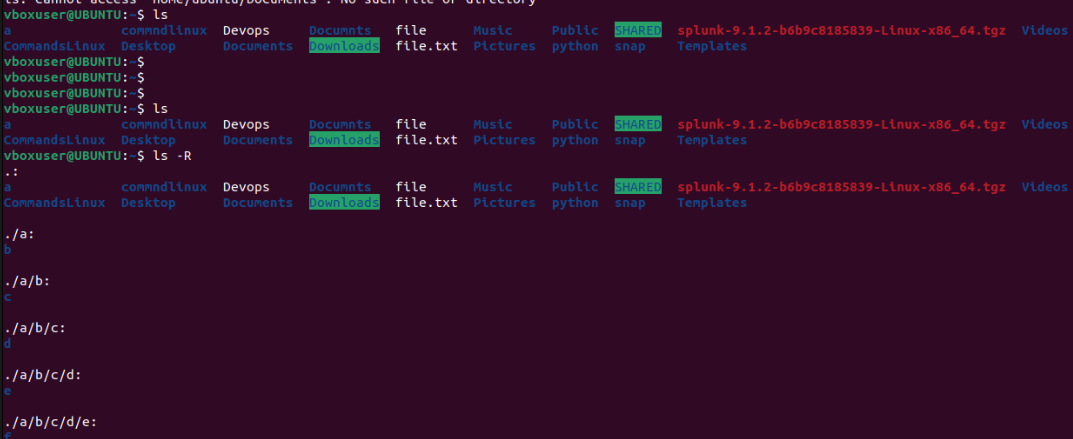 ls: cannot access 'home/ubuntu/Documents': No such file or directory
vboxuser@UBUNTU:~$ ls
a commndlinux Devops Documnts file Music Public SHARED splunk-9.1.2-b6b9c8185839-Linux-x86_64.tgz Videos
CommandsLinux Desktop Documents Downloads file.txt Pictures python snap Templates
vboxuser@UBUNTU:~$
vboxuser@UBUNTU:~$
vboxuser@UBUNTU:~$
vboxuser@UBUNTU:~$ ls
a commndlinux Devops Documnts file Music Public SHARED splunk-9.1.2-b6b9c8185839-Linux-x86_64.tgz Videos
CommandsLinux Desktop Documents Downloads file.txt Pictures python snap Templates
vboxuser@UBUNTU:~$ ls -R
.:
a commndlinux Devops Documnts file Music Public SHARED splunk-9.1.2-b6b9c8185839-Linux-x86_64.tgz Videos
CommandsLinux Desktop Documents Downloads file.txt Pictures python snap Templates
./a:
b
./a/b:
c
./a/b/c:
d
./a/b/c/d:
e
./a/b/c/d/e:
f